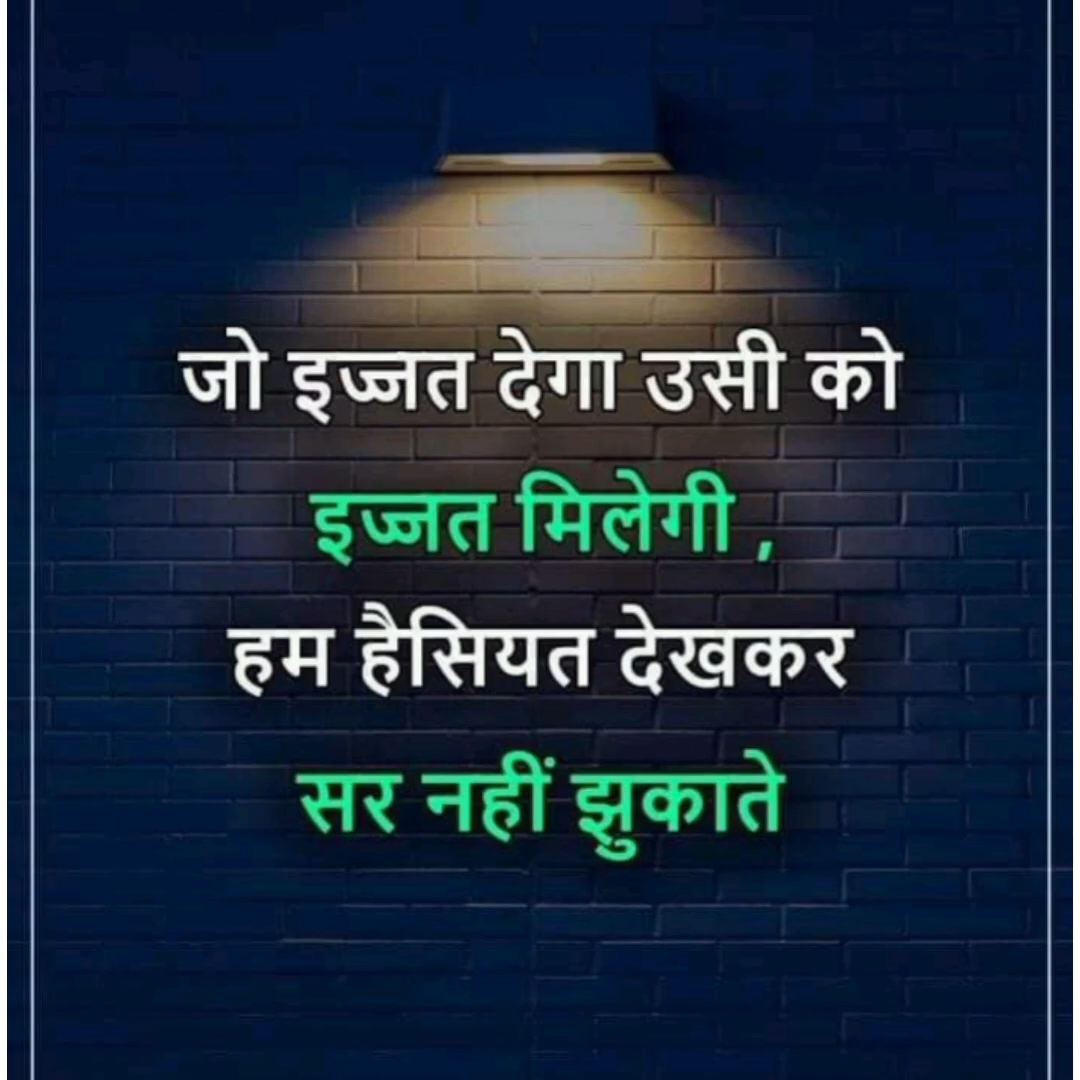 जो इज्जत देगा उसी को
इज्जत मिलेगी ,
हम हैसियत देखकर
सर नहीं झुकाते